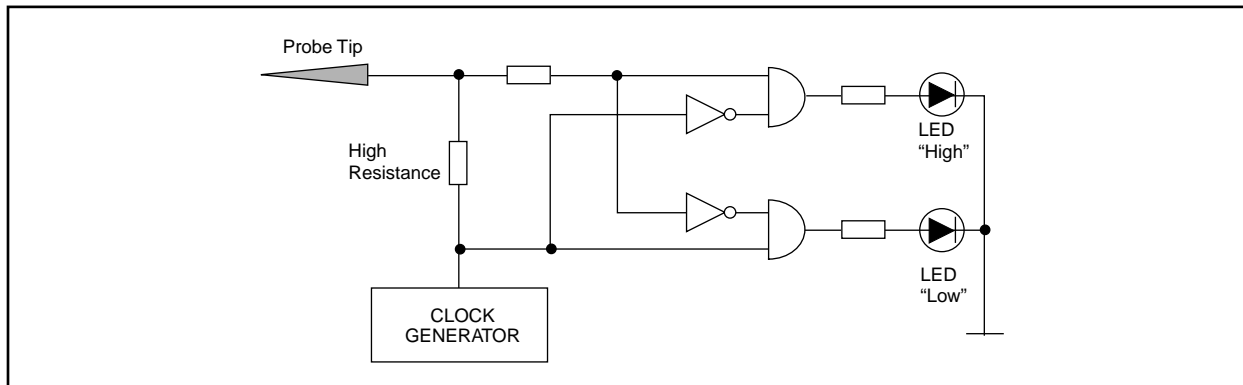 Probe Tip
High
Resistance
CLOCK
GENERATOR
LED
“High”
LED
“Low”